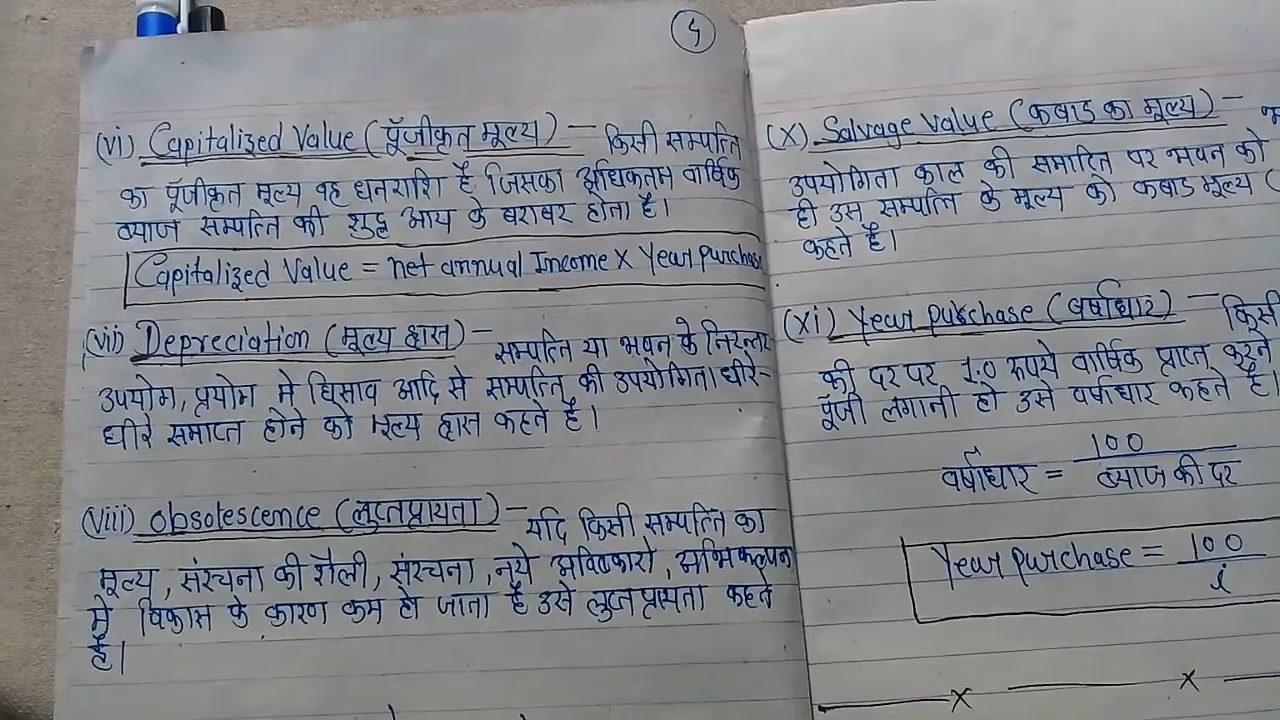 5
(vi) Capitalized Value (पूँजीकृत मूल्य) — किसी सम्पत्ति
का पूँजीकृत मूल्य वह धनराशि है जिसका अधिकतम वार्षिक
ब्याज सम्पत्ति की शुद्ध आय के बराबर होता है।
Capitalized Value = net annual Income × Year purchase
(vii) Depreciation (मूल्य ह्रास) — सम्पत्ति या भवन के निरन्तर
उपयोग, प्रयोग मे घिसाव आदि से सम्पत्ति की उपयोगिता धीरे-
धीरे समाप्त होने को मूल्य ह्रास कहते है।
(viii) obsolescence (लुप्तप्रायता) — यदि किसी सम्पत्ति का
मूल्य, संरचना की शैली, संरचना, नये अविष्कारो, अभिकल्पना
मे विकास के कारण कम हो जाता है उसे लुप्तप्रायता कहते
है।
(x) Salvage value (कबाड का मूल्य) —
उपयोगिता काल की समाप्ति पर भवन को
ही उस सम्पत्ति के मूल्य को कबाड मूल्य (
कहते है।
(xi) Year purchase (वर्षाधार) — किसी
की दर पर 1.0 रूपये वार्षिक प्राप्त करने
पूँजी लगानी हो उसे वर्षाधार कहते है।
वर्षाधार = 100 / ब्याज की दर
Year purchase = 100 / i